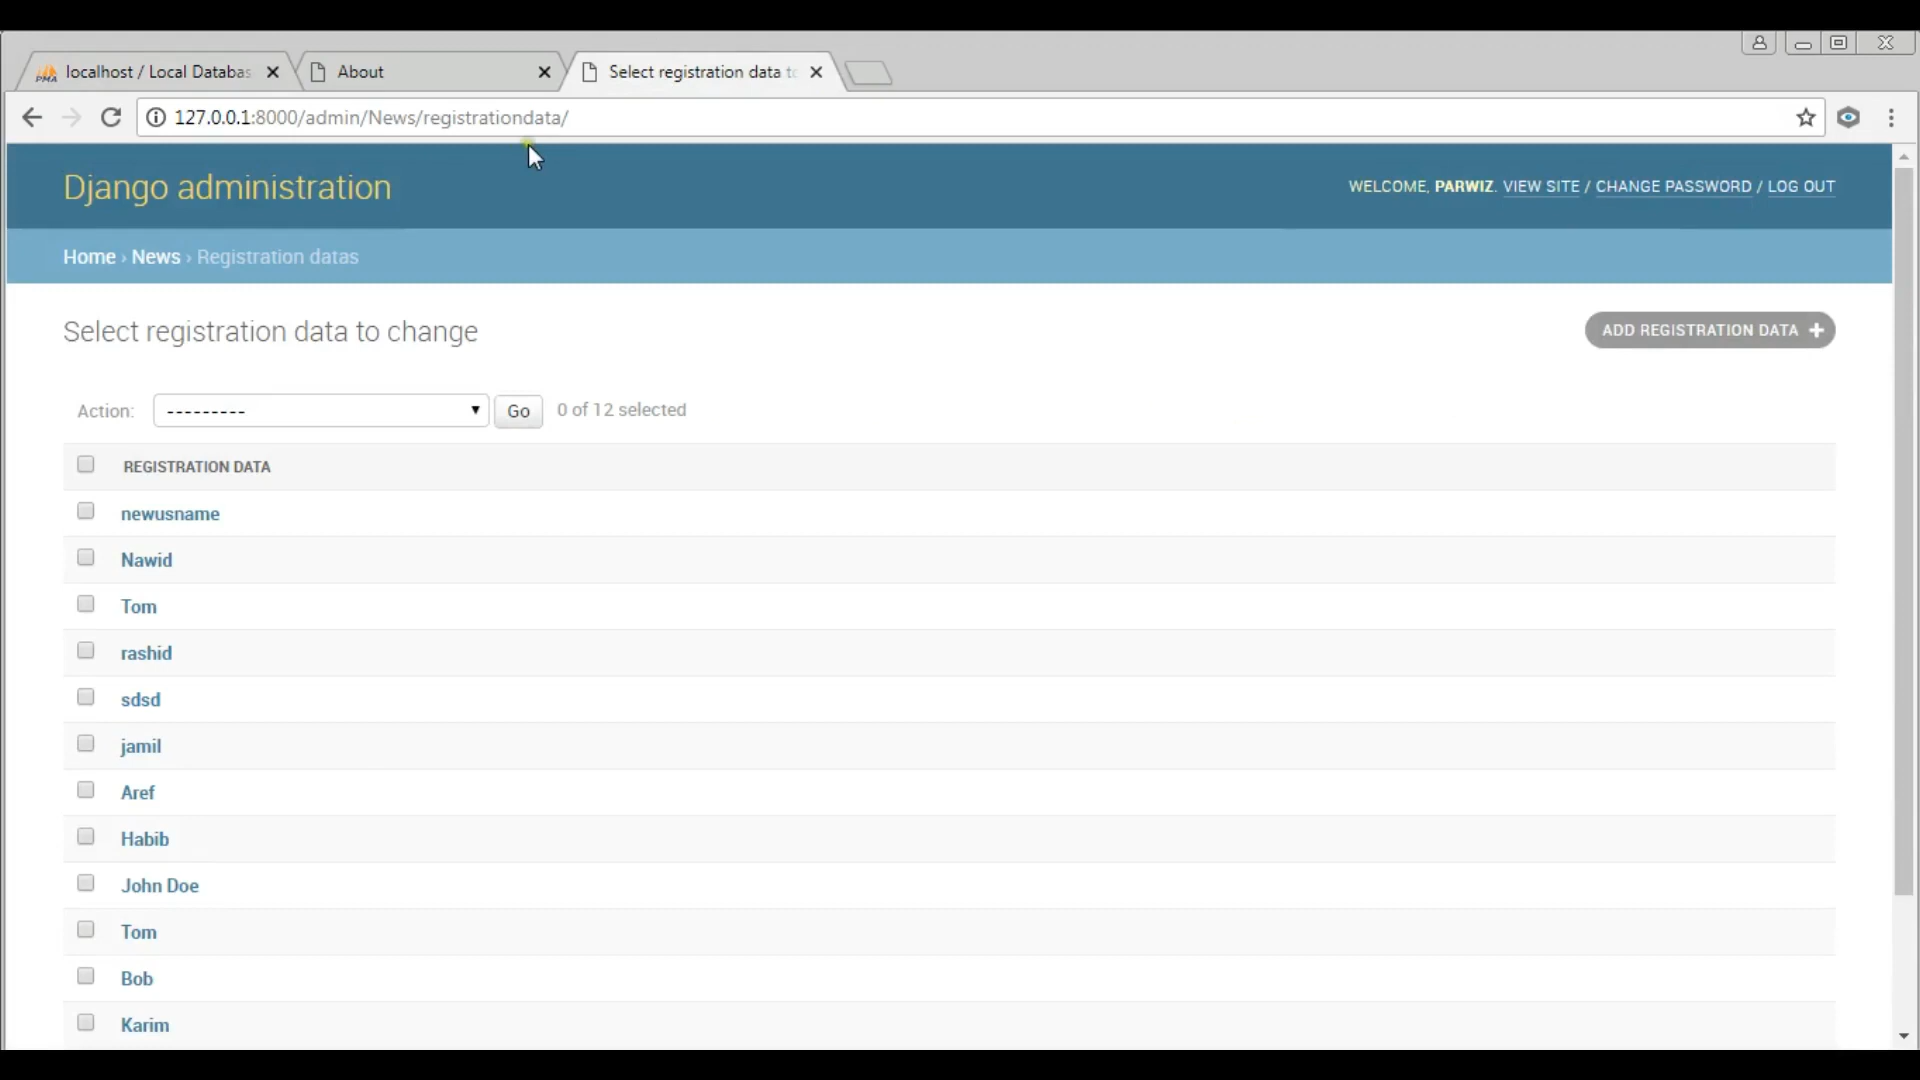 localhost / Local Databas
About
Select registration data to
127.0.0.1:8000/admin/News/registrationdata/
Django administration
WELCOME, PARWIZ. VIEW SITE / CHANGE PASSWORD / LOG OUT
Home › News › Registration datas
Select registration data to change
ADD REGISTRATION DATA +
Action: --------- Go 0 of 12 selected
REGISTRATION DATA
newusname
Nawid
Tom
rashid
sdsd
jamil
Aref
Habib
John Doe
Tom
Bob
Karim